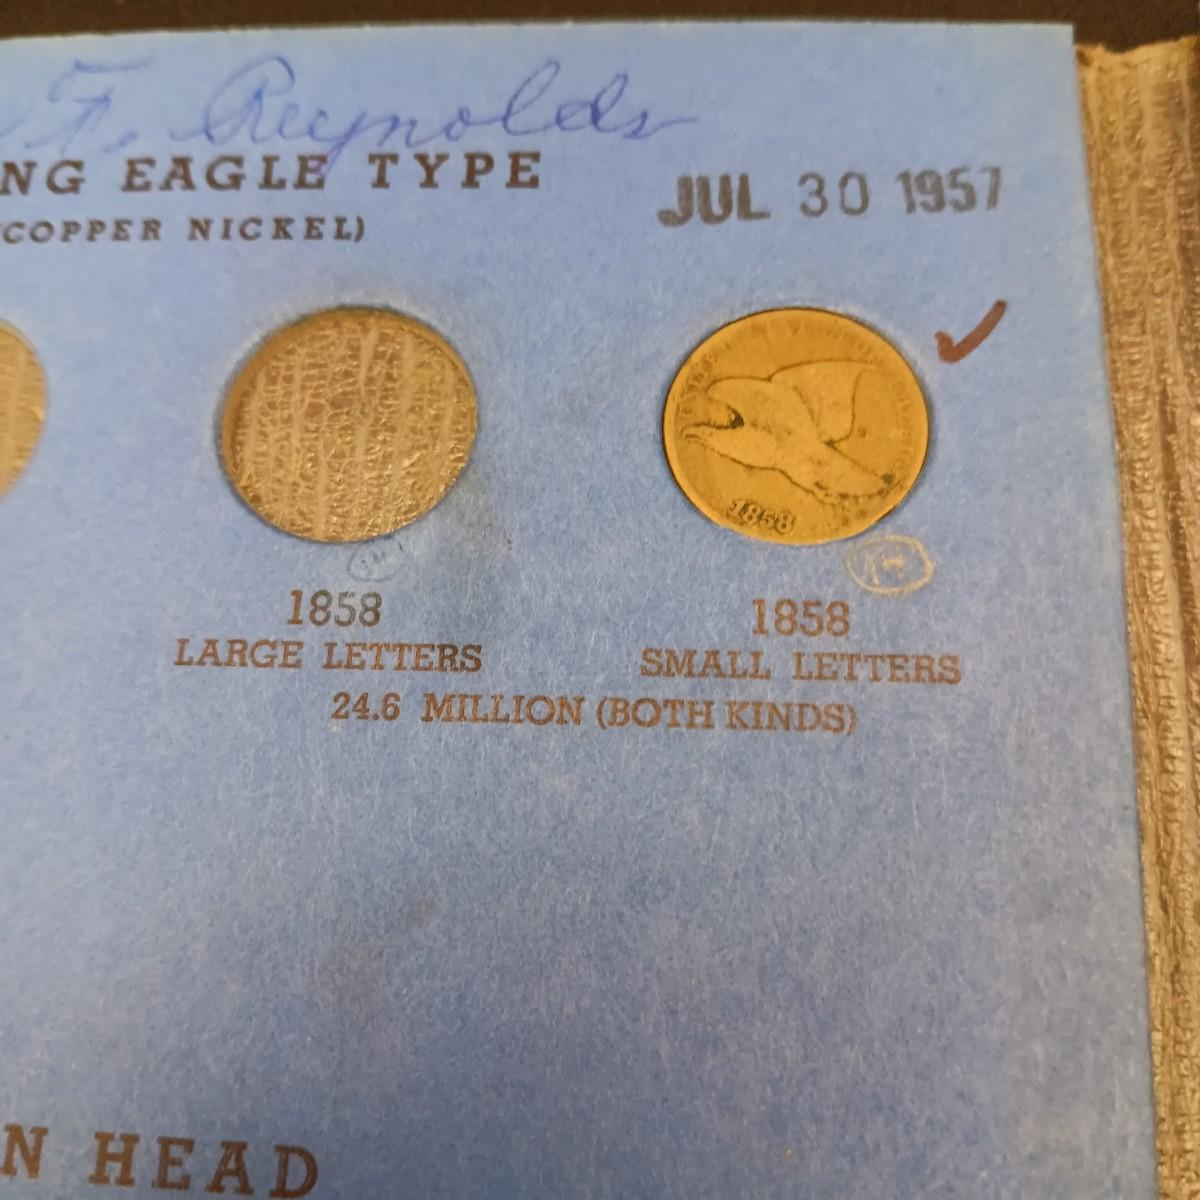 F. Reynolds
NG EAGLE TYPE
JUL 30 1957
(COPPER NICKEL)
1858
1858
LARGE LETTERS
1858
SMALL LETTERS
24.6 MILLION (BOTH KINDS)
N HEAD